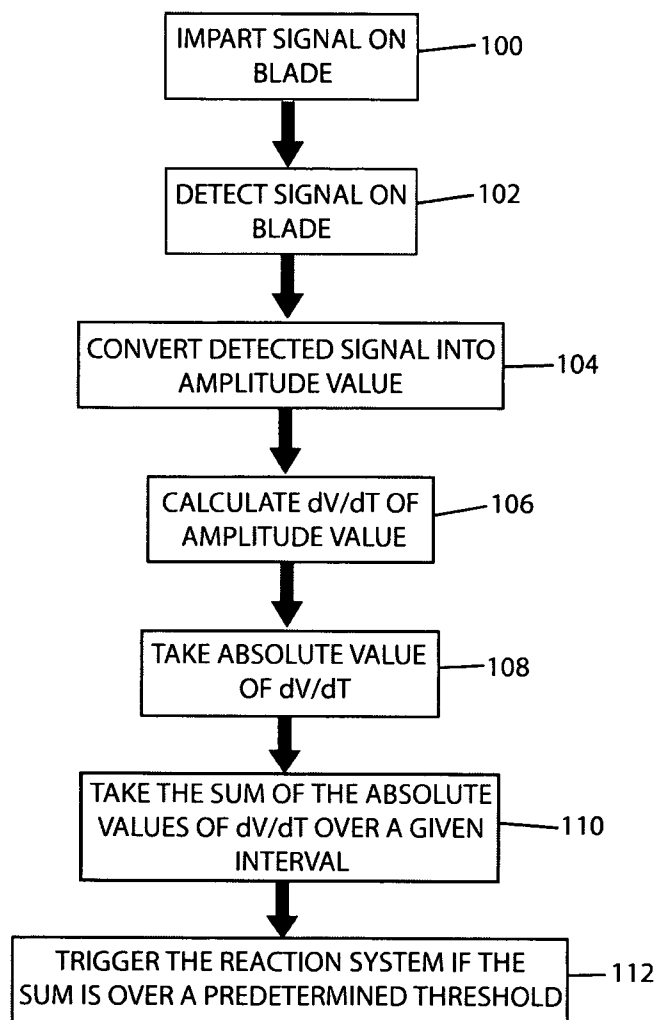 IMPART SIGNAL ON
BLADE
100
DETECT SIGNAL ON
BLADE
102
CONVERT DETECTED SIGNAL INTO
AMPLITUDE VALUE
104
CALCULATE dV/dT OF
AMPLITUDE VALUE
106
TAKE ABSOLUTE VALUE
OF dV/dT
108
TAKE THE SUM OF THE ABSOLUTE
VALUES OF dV/dT OVER A GIVEN
INTERVAL
110
TRIGGER THE REACTION SYSTEM IF THE
SUM IS OVER A PREDETERMINED THRESHOLD
112